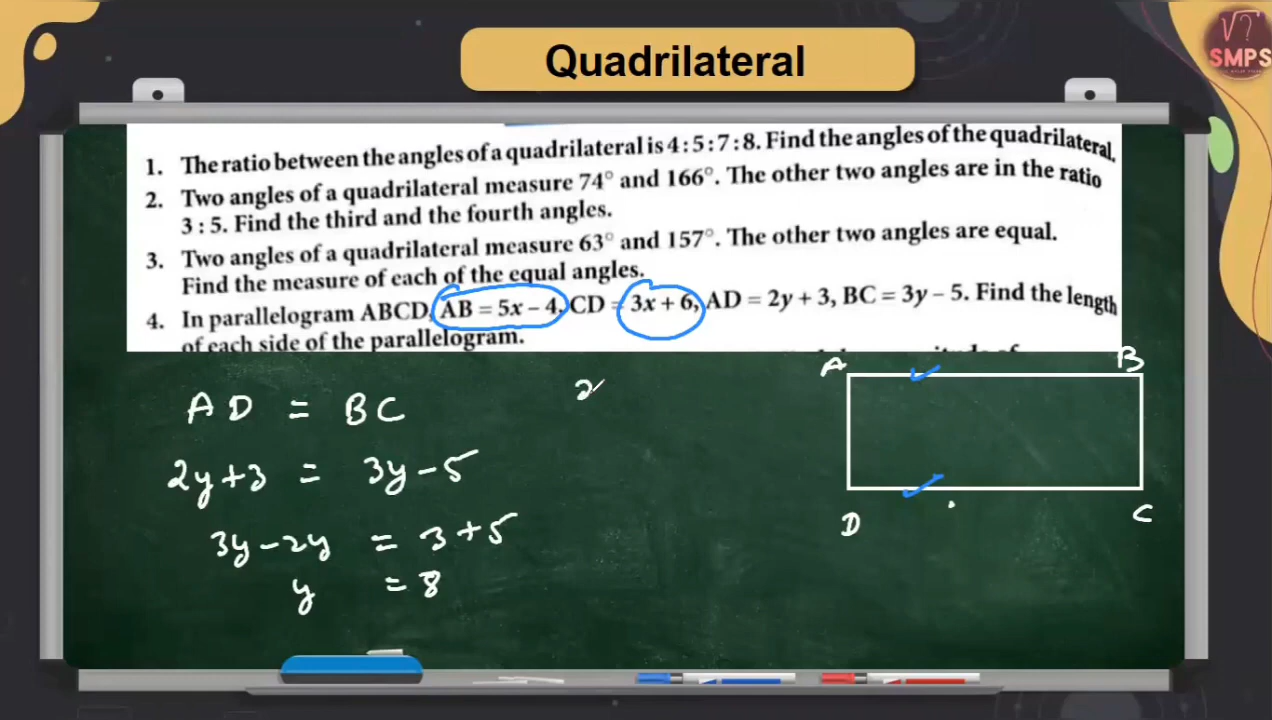 Quadrilateral
√?
SMPS
1. The ratio between the angles of a quadrilateral is 4 : 5 : 7 : 8. Find the angles of the quadrilateral.
2. Two angles of a quadrilateral measure 74° and 166°. The other two angles are in the ratio
3 : 5. Find the third and the fourth angles.
3. Two angles of a quadrilateral measure 63° and 157°. The other two angles are equal.
Find the measure of each of the equal angles.
4. In parallelogram ABCD, AB = 5x – 4, CD = 3x + 6, AD = 2y + 3, BC = 3y – 5. Find the length
of each side of the parallelogram.
A B
D C
AD = BC
2y+3 = 3y-5
3y-2y = 3+5
y = 8